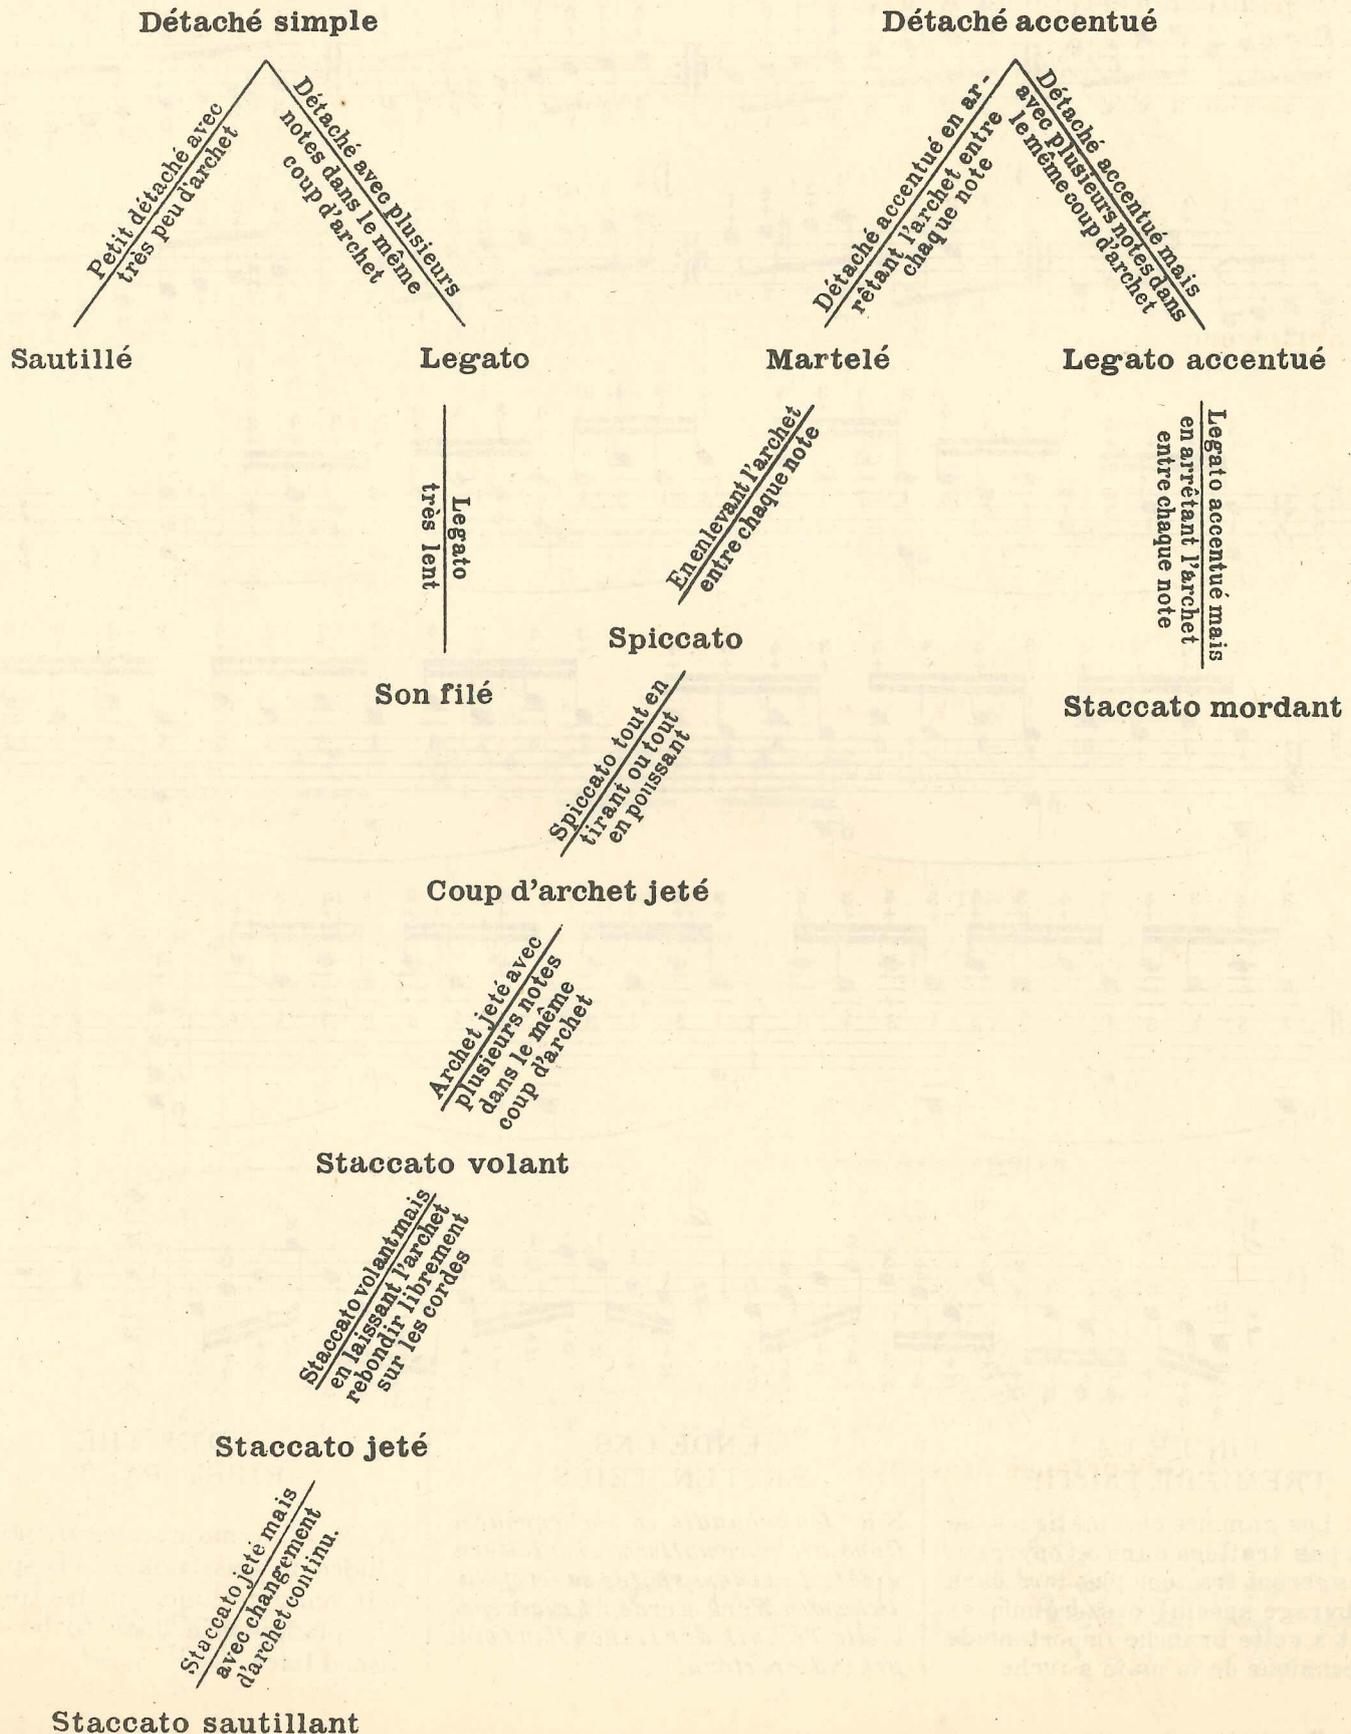 Détaché simple
Détaché accentué
Petit détaché avec
très peu d'archet
Détaché avec plusieurs
notes dans le même
coup d'archet
Détaché accentué en ar-
rêtant l'archet entre
chaque note
Détaché accentué mais
avec plusieurs notes dans
le même coup d'archet
Sautillé
Legato
Martelé
Legato accentué
Legato
très lent
En enlevant l'archet
entre chaque note
Legato accentué mais
en arrêtant l'archet
entre chaque note
Spiccato
Son filé
Staccato mordant
Spiccato tout en
tirant ou tout
en poussant
Coup d'archet jeté
Archet jeté avec
plusieurs notes
dans le même
coup d'archet
Staccato volant
Staccato volant mais
en laissant l'archet
rebondir librement
sur les cordes
Staccato jeté
Staccato jeté mais
avec changement
d'archet continu.
Staccato sautillant